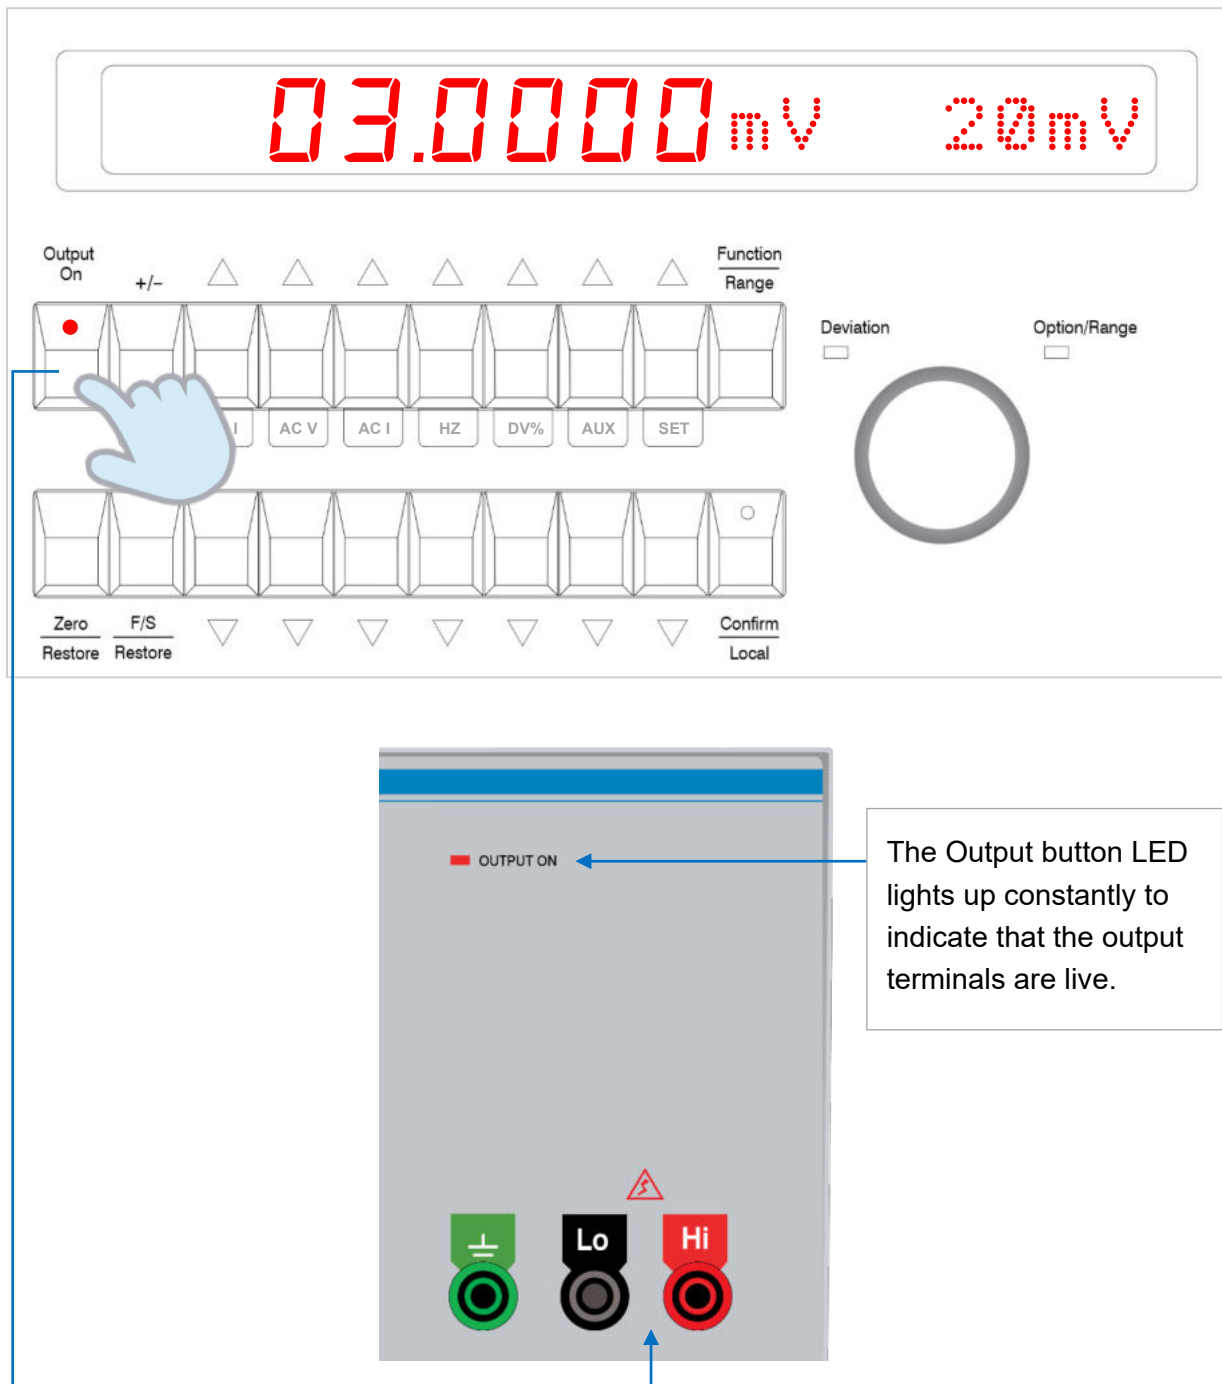 03.0000mV 20mV
Output
On
+/-
Function
Range
Deviation
Option/Range
I
AC V
AC I
HZ
DV%
AUX
SET
Zero
Restore
F/S
Restore
Confirm
Local
OUTPUT ON
The Output button LED
lights up constantly to
indicate that the output
terminals are live.
Lo
Hi